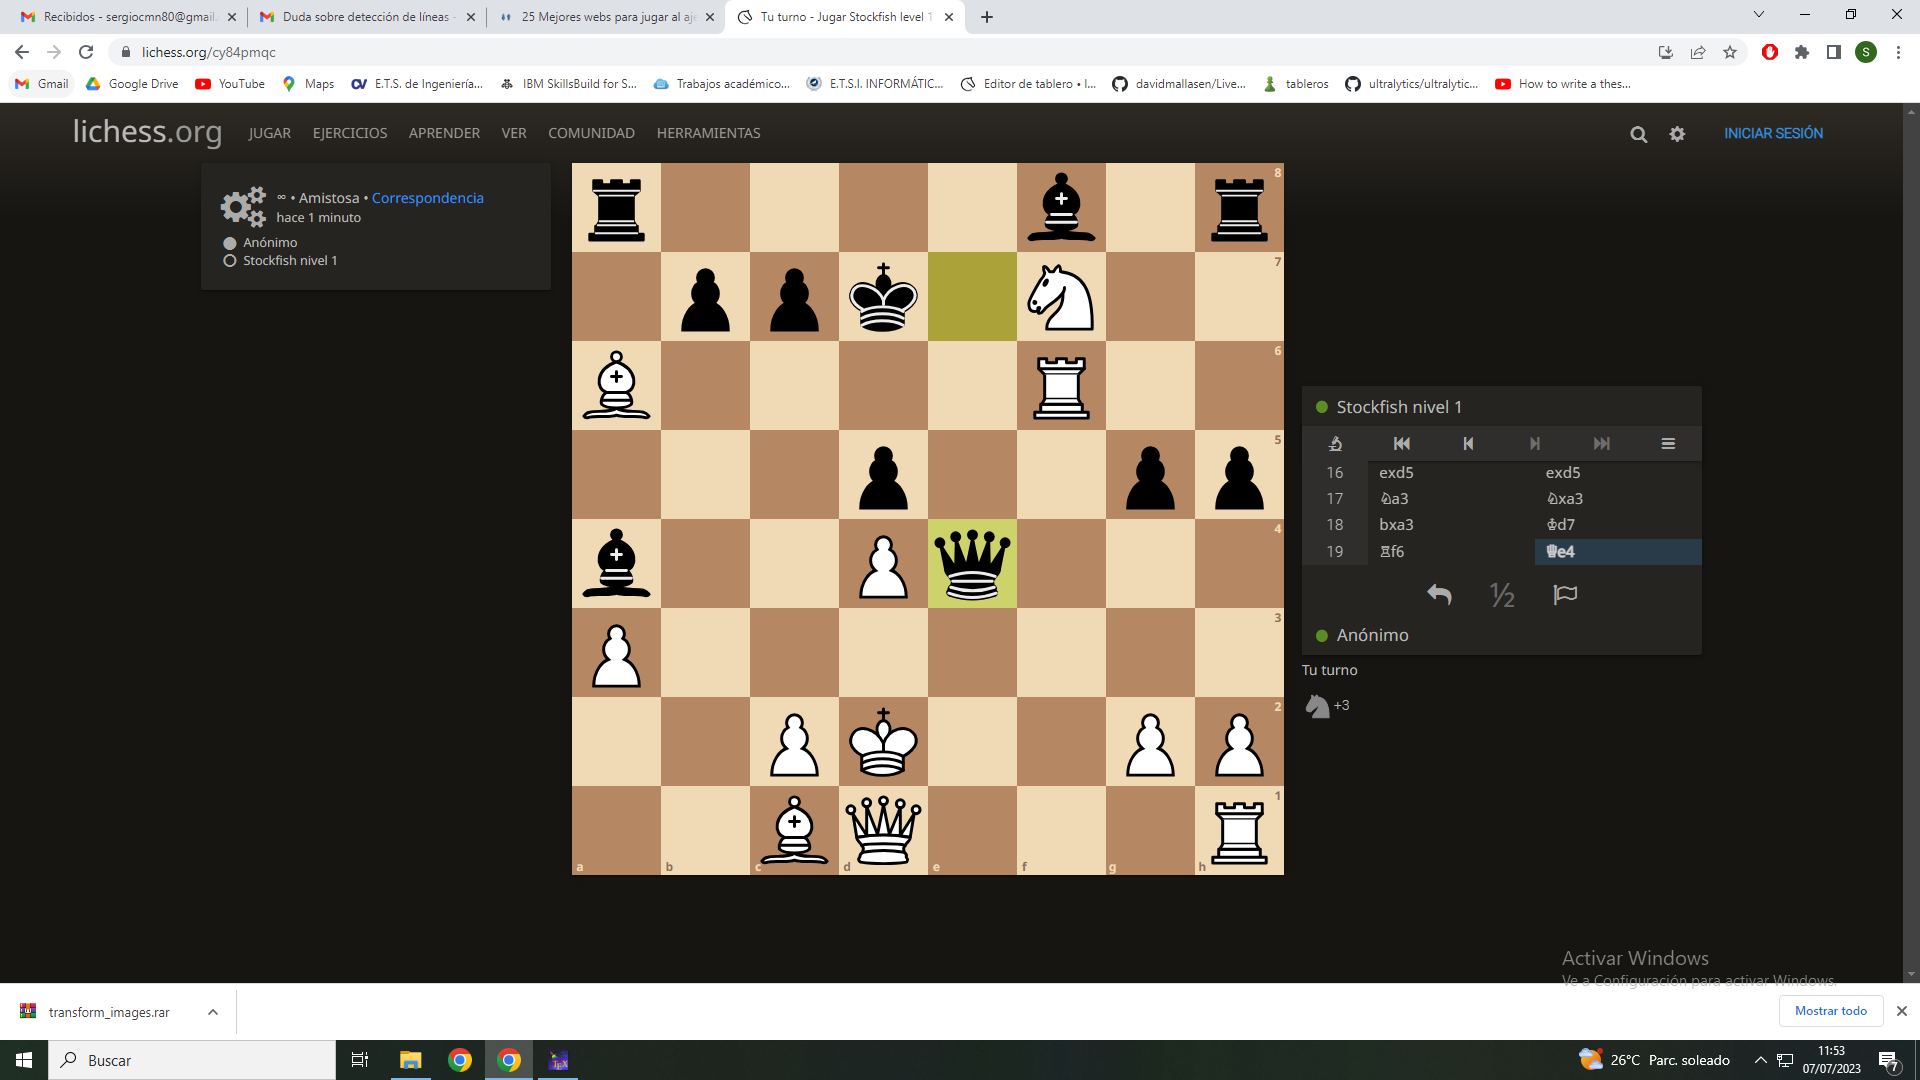 Recibidos - sergiocmn80@gmail.
Duda sobre detección de líneas -
25 Mejores webs para jugar al aje
Tu turno - Jugar Stockfish level 1
lichess.org/cy84pmqc
S
Gmail
Google Drive
YouTube
Maps
E.T.S. de Ingeniería...
IBM SkillsBuild for S...
Trabajos académico...
E.T.S.I. INFORMÁTIC...
Editor de tablero • l...
davidmallasen/Live...
tableros
ultralytics/ultralytic...
How to write a thes...
lichess.org
JUGAR
EJERCICIOS
APRENDER
VER
COMUNIDAD
HERRAMIENTAS
INICIAR SESIÓN
∞ • Amistosa • Correspondencia
hace 1 minuto
Anónimo
Stockfish nivel 1
8
7
6
5
4
3
2
1
a b c d e f g h
Stockfish nivel 1
16 exd5 exd5
17 ♘a3 ♘xa3
18 bxa3 ♔d7
19 ♖f6 ♛e4
½
Anónimo
Tu turno
+3
Activar Windows
Ve a Configuración para activar Windows.
transform_images.rar
Mostrar todo
Buscar
TEX
26°C Parc. soleado
11:53
07/07/2023
7